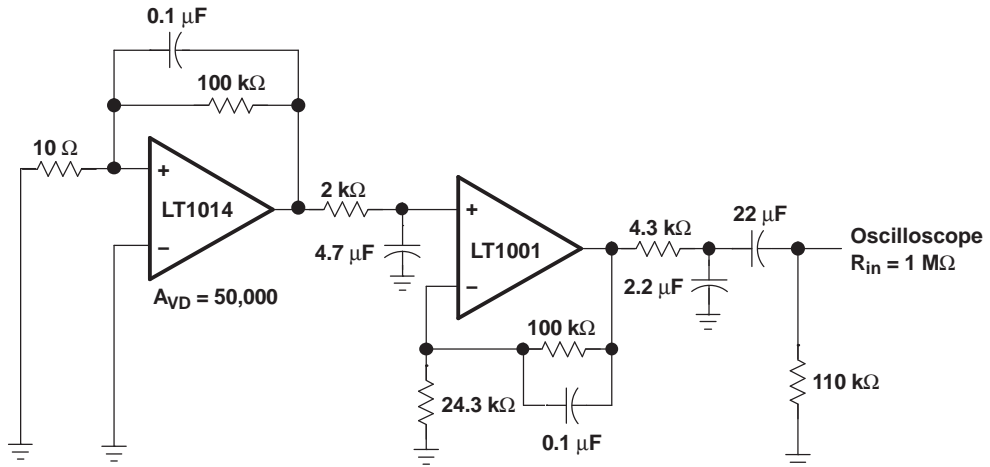 0.1 μF
100 kΩ
10 Ω
+
LT1014
−
A_VD = 50,000
2 kΩ
4.7 μF
+
LT1001
−
4.3 kΩ
22 μF
2.2 μF
Oscilloscope
R_in = 1 MΩ
100 kΩ
24.3 kΩ
0.1 μF
110 kΩ